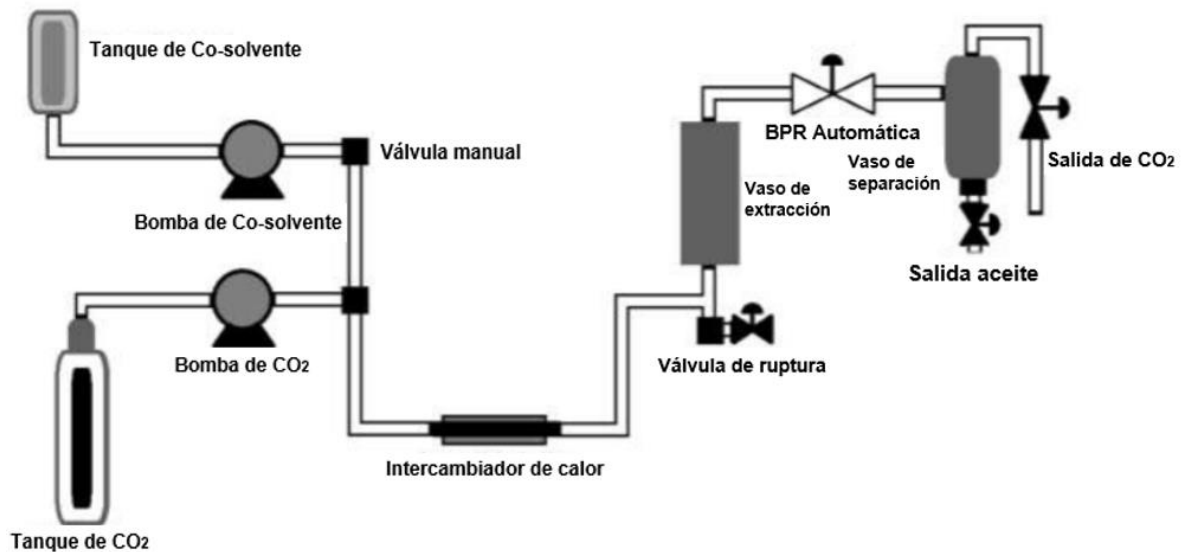 Tanque de Co-solvente
Válvula manual
Bomba de Co-solvente
Bomba de CO2
Tanque de CO2
Intercambiador de calor
Vaso de
extracción
Válvula de ruptura
BPR Automática
Vaso de
separación
Salida de CO2
Salida aceite